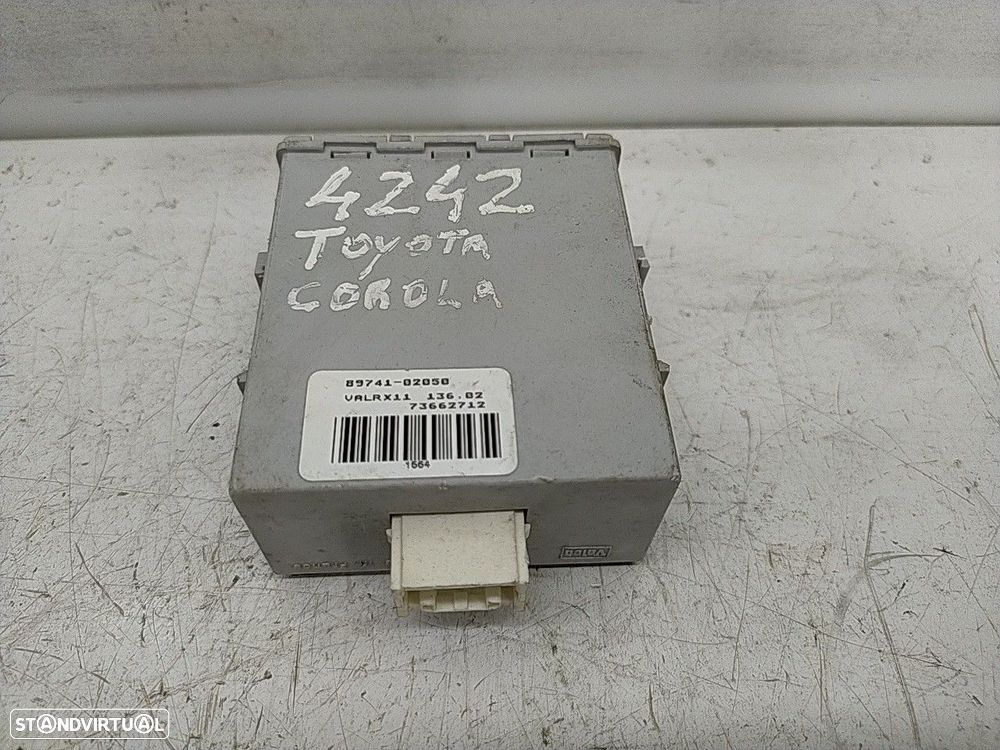 4242
TOYOTA
COROLA
89741-02050
VALRX11 136.02
73662712
1564
Valeo
STANDVIRTUAL